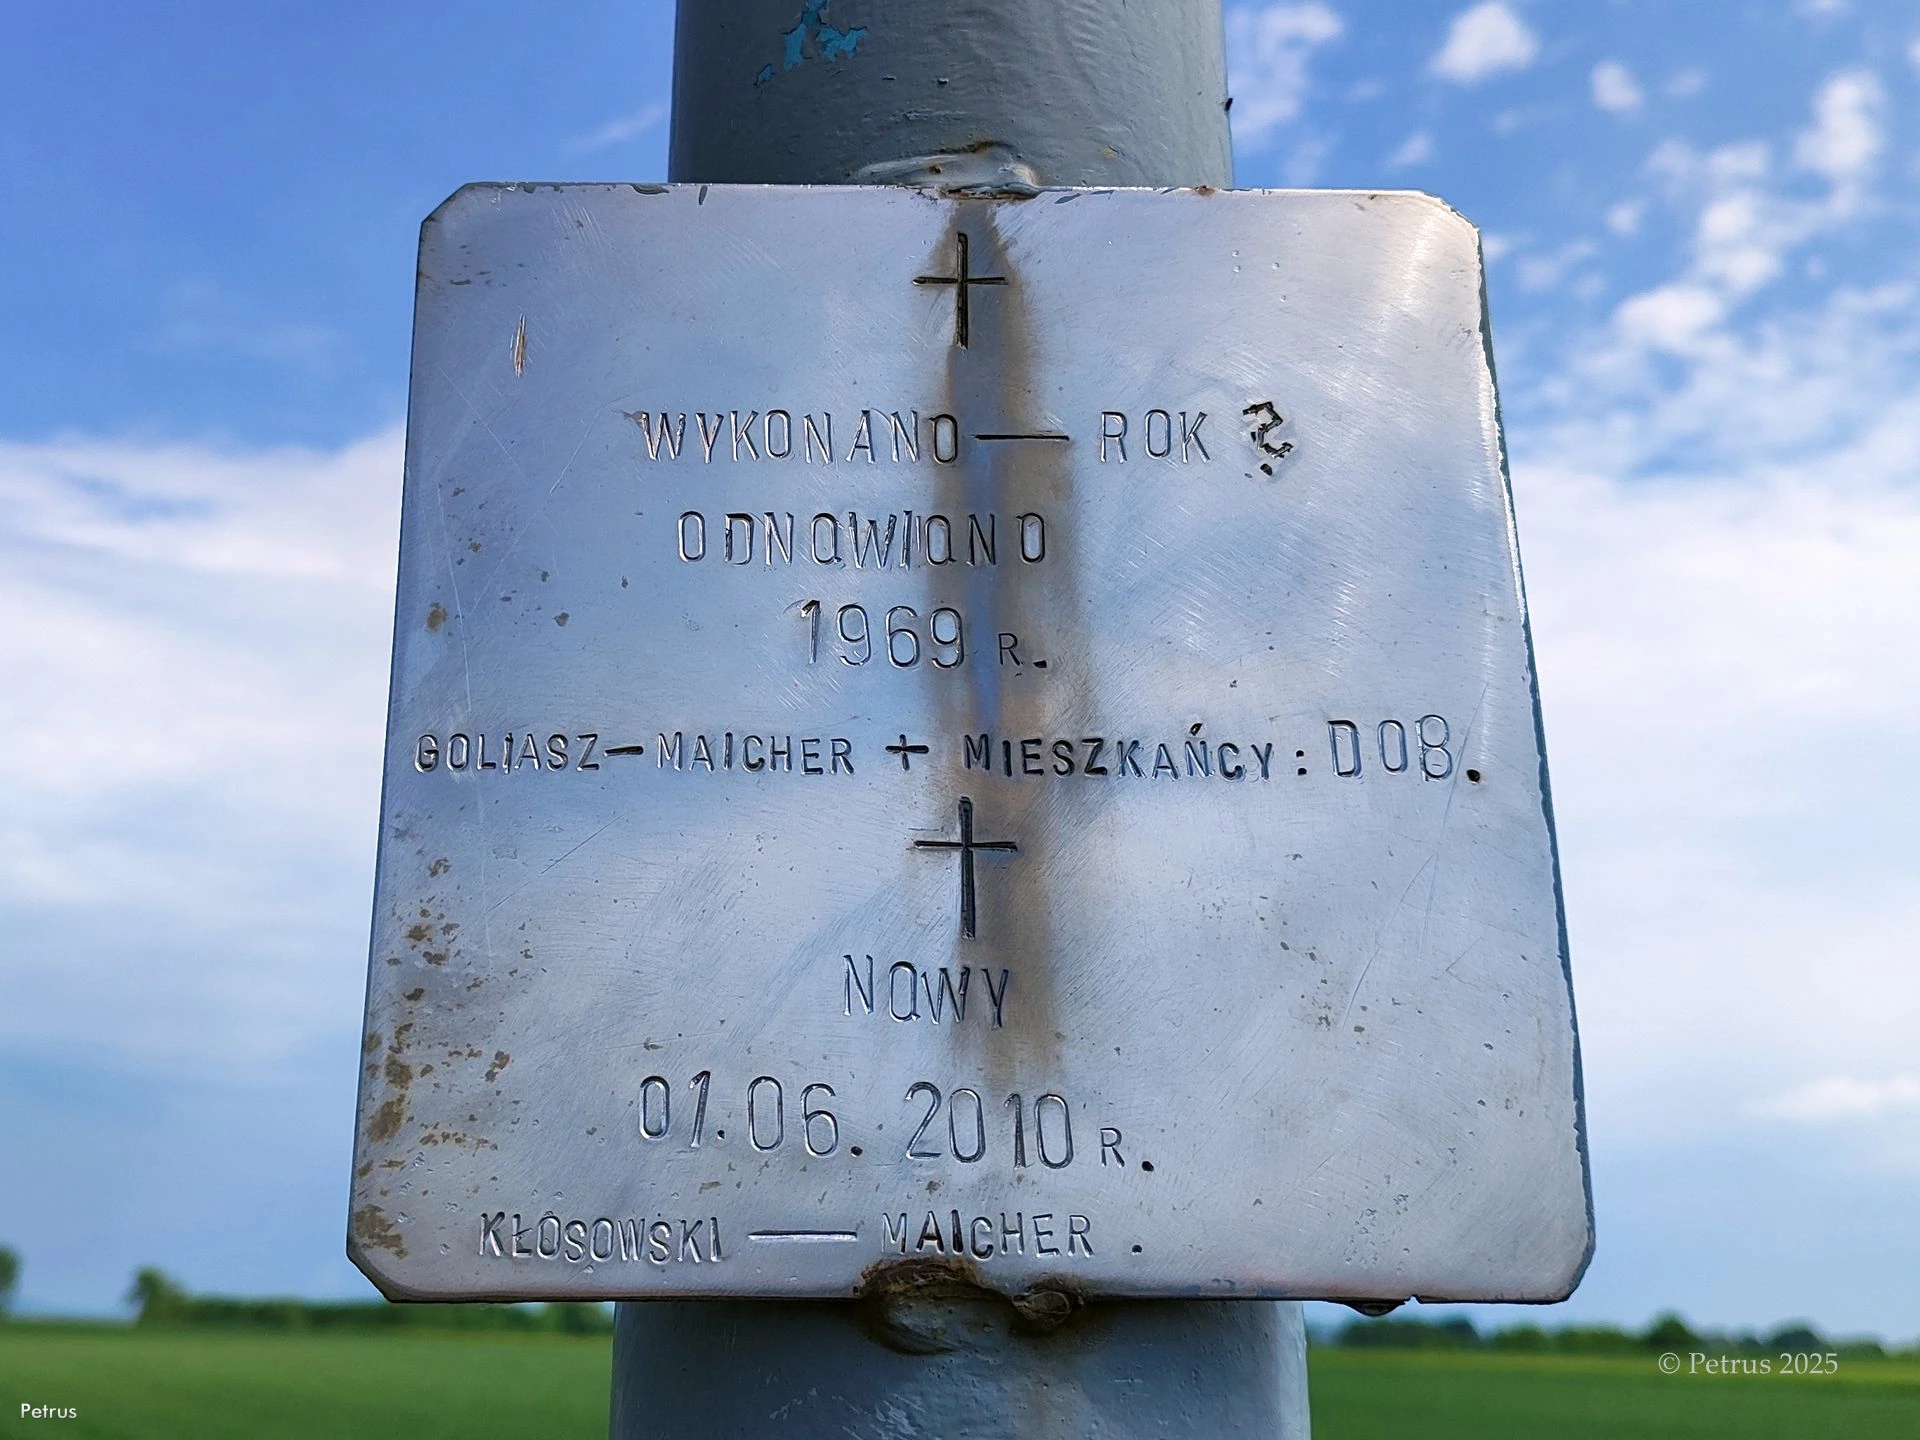 WYKONANO — ROK ?
ODNOWIONO
1969 R.
GOLIASZ — MAICHER + MIESZKAŃCY : DOB.
NOWY
01.06.2010 R.
KŁOSOWSKI — MAICHER .
© Petrus 2025
Petrus